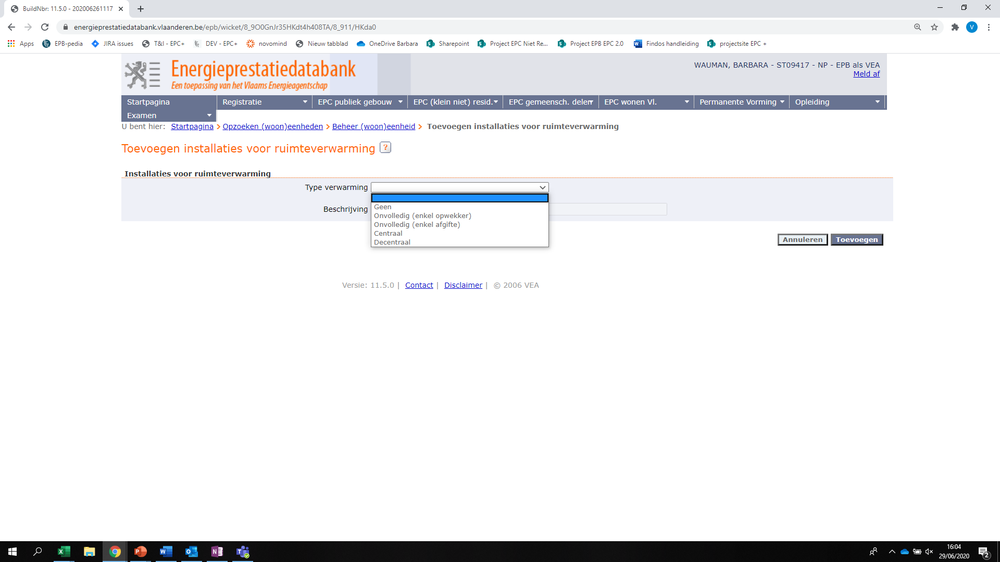 BuildNbr: 11.5.0 - 202006261117
energieprestatiedatabank.vlaanderen.be/epb/wicket/8_9O0GnJr35HKdt4h408TA/8_911/HKda0
V
Apps EPB-pedia JIRA issues T&I - EPC+ DEV - EPC+ novomind Nieuw tabblad OneDrive Barbara Sharepoint Project EPC Niet Re... Project EPB EPC 2.0 Findos handleiding projectsite EPC +
Energieprestatiedatabank
Een toepassing van het Vlaams Energieagentschap
WAUMAN, BARBARA - ST09417 - NP - EPB als VEA
Meld af
Startpagina Registratie EPC publiek gebouw EPC (klein niet) resid. EPC gemeensch. delen EPC wonen Vl. Permanente Vorming Opleiding
Examen
U bent hier: Startpagina > Opzoeken (woon)eenheden > Beheer (woon)eenheid > Toevoegen installaties voor ruimteverwarming
Toevoegen installaties voor ruimteverwarming ?
Installaties voor ruimteverwarming
Type verwarming
Beschrijving
Geen
Onvolledig (enkel opwekker)
Onvolledig (enkel afgifte)
Centraal
Decentraal
Annuleren Toevoegen
Versie: 11.5.0 | Contact | Disclaimer | © 2006 VEA
16:04
29/06/2020
2